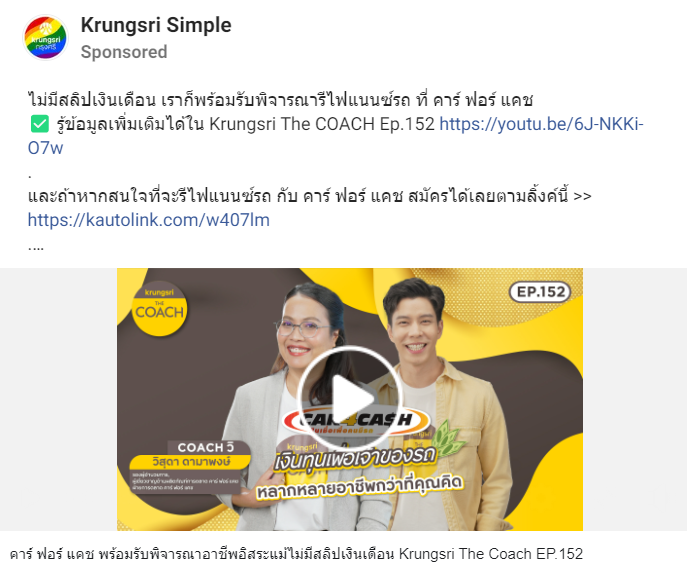 Krungsri Simple
Sponsored
krungsri
กรุงศรี
ไม่มีสลิปเงินเดือน เราก็พร้อมรับพิจารณารีไฟแนนซ์รถ ที่ คาร์ ฟอร์ แคช
✅ รู้ข้อมูลเพิ่มเติมได้ใน Krungsri The COACH Ep.152 https://youtu.be/6J-NKKi-
O7w
.
และถ้าหากสนใจที่จะรีไฟแนนซ์รถ กับ คาร์ ฟอร์ แคช สมัครได้เลยตามลิ้งค์นี้ >>
https://kautolink.com/w407lm
....
krungsri
THE
COACH
EP.152
CAR4CASH
krungsri
COACH วิ
วิสุดา ตามาพงษ์
เงินทุนเพื่อเจ้าของรถ
หลากหลายอาชีพกว่าที่คุณคิด
คาร์ ฟอร์ แคช พร้อมรับพิจารณาอาชีพอิสระแม้ไม่มีสลิปเงินเดือน Krungsri The Coach EP.152